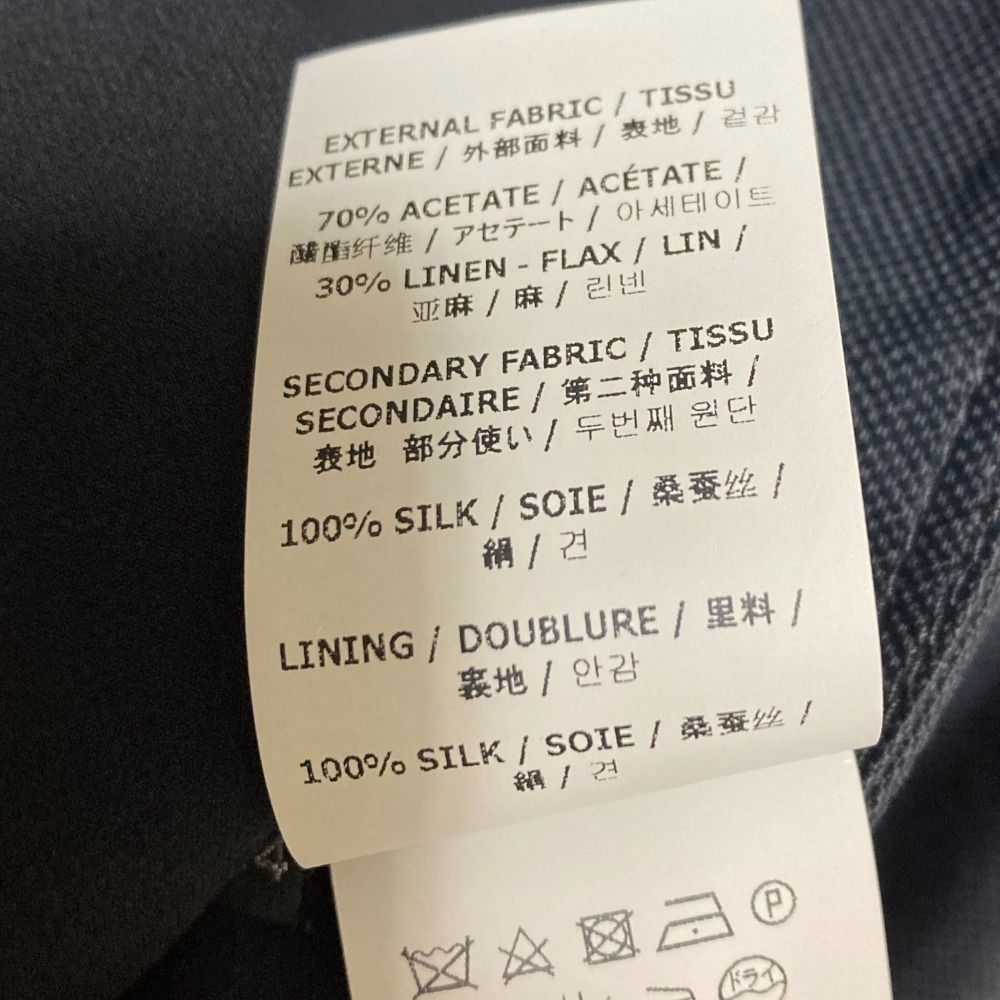 EXTERNAL FABRIC / TISSU
EXTERNE / 外部面料 / 表地 / 겉감
70% ACETATE / ACÉTATE /
醋酯纤维 / アセテート / 아세테이트
30% LINEN - FLAX / LIN /
亚麻 / 麻 / 린넨
SECONDARY FABRIC / TISSU
SECONDAIRE / 第二种面料 /
表地 部分使い / 두번째 원단
100% SILK / SOIE / 桑蚕丝 /
絹 / 견
LINING / DOUBLURE / 里料 /
裏地 / 안감
100% SILK / SOIE / 桑蚕丝 /
絹 / 견
P
ドライ